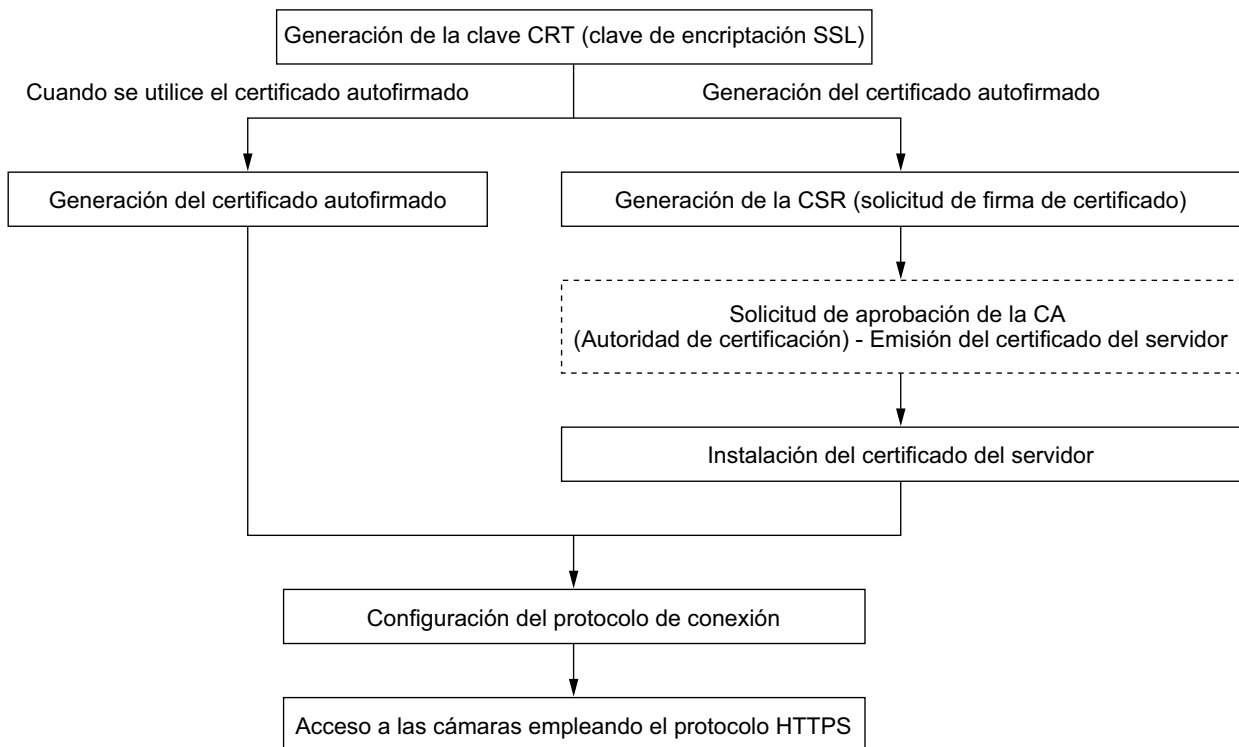 Generación de la clave CRT (clave de encriptación SSL)
Cuando se utilice el certificado autofirmado
Generación del certificado autofirmado
Generación del certificado autofirmado
Generación de la CSR (solicitud de firma de certificado)
Solicitud de aprobación de la CA
(Autoridad de certificación) - Emisión del certificado del servidor
Instalación del certificado del servidor
Configuración del protocolo de conexión
Acceso a las cámaras empleando el protocolo HTTPS